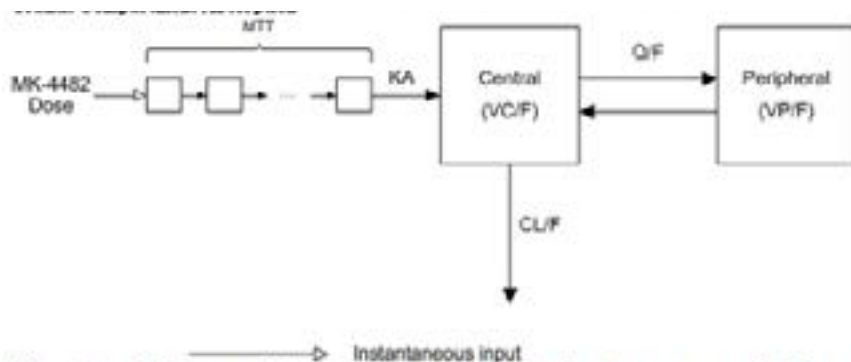 MTT
MK-4482
Dose
...
KA
Central
(VC/F)
Q/F
Peripheral
(VP/F)
CL/F
Instantaneous input